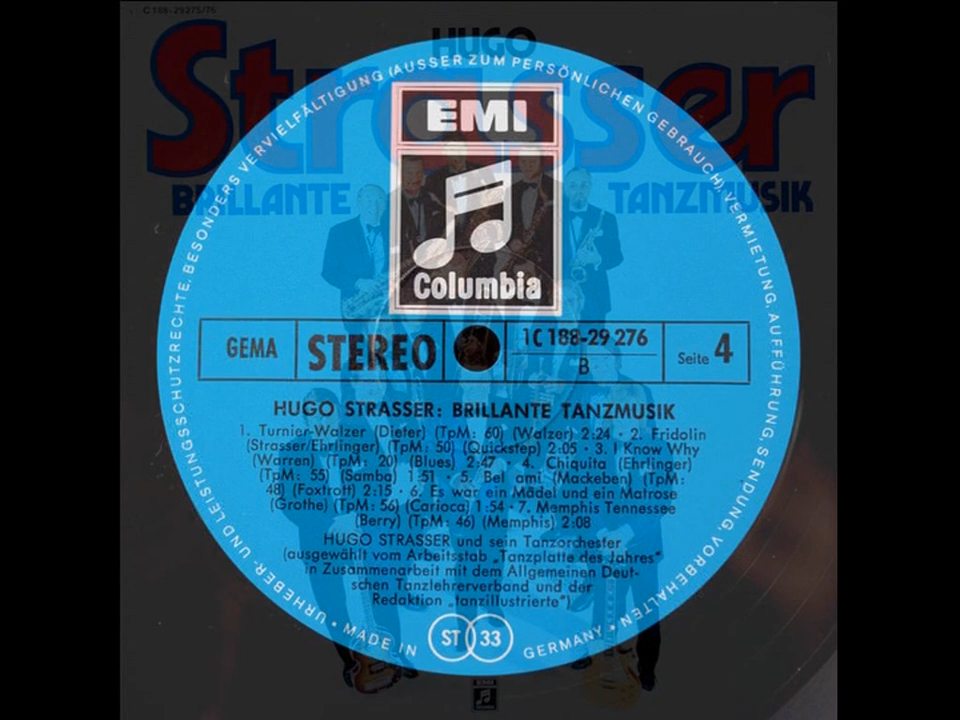 C 188-29275/76
HUGO
Strasser
BRILLANTE TANZMUSIK
URHEBER- UND LEISTUNGSSCHUTZRECHTE, BESONDERS VERVIELFÄLTIGUNG (AUSSER ZUM PERSÖNLICHEN GEBRAUCH), VERMIETUNG, AUFFÜHRUNG, SENDUNG, VORBEHALTEN •
EMI
Columbia
GEMA STEREO 1C 188-29 276 Seite 4
B
HUGO STRASSER: BRILLANTE TANZMUSIK
1. Turnier-Walzer (Dieter) (TpM: 60) (Walzer) 2:24 · 2. Fridolin
(Strasser/Ehrlinger) (TpM: 50) (Quickstep) 2:05 · 3. I Know Why
(Warren) (TpM: 20) (Blues) 2:47 · 4. Chiquita (Ehrlinger)
(TpM: 55) (Samba) 1:51 · 5. Bel ami (Mackeben) (TpM:
48) (Foxtrott) 2:15 · 6. Es war ein Mädel und ein Matrose
(Grothe) (TpM: 56) (Carioca) 1:54 · 7. Memphis Tennessee
(Berry) (TpM: 46) (Memphis) 2:08
HUGO STRASSER und sein Tanzorchester
(ausgewählt vom Arbeitsstab „Tanzplatte des Jahres"
in Zusammenarbeit mit dem Allgemeinen Deut-
schen Tanzlehrerverband und der
Redaktion „tanzillustrierte")
• MADE IN ST 33 GERMANY •
EMI
Columbia